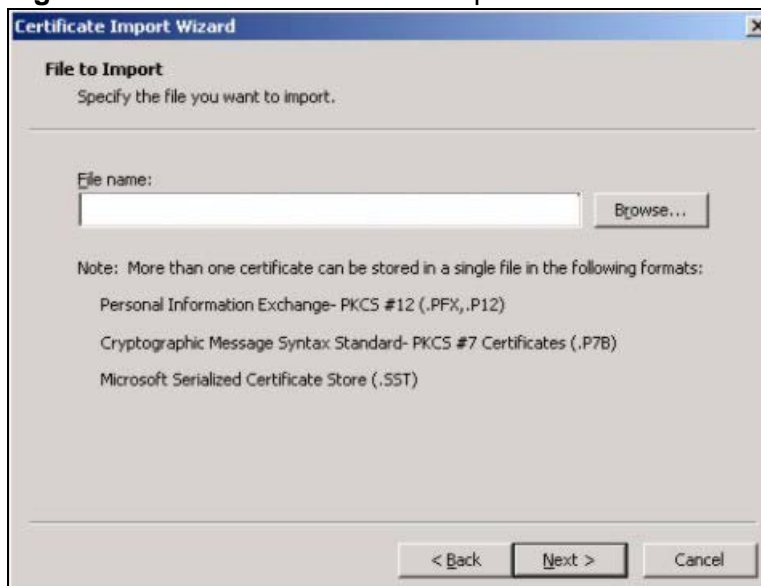 Certificate Import Wizard
File to Import
Specify the file you want to import.
File name:
Browse...
Note: More than one certificate can be stored in a single file in the following formats:
Personal Information Exchange- PKCS #12 (.PFX,.P12)
Cryptographic Message Syntax Standard- PKCS #7 Certificates (.P7B)
Microsoft Serialized Certificate Store (.SST)
< Back
Next >
Cancel